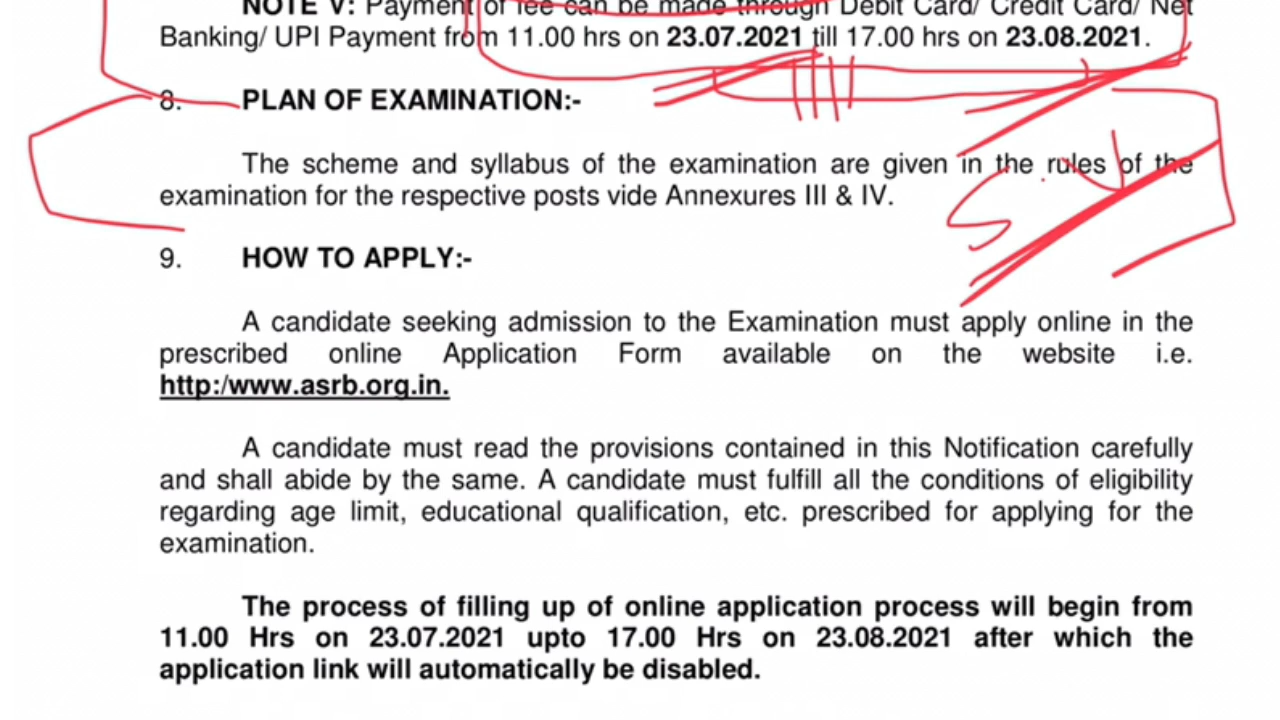 NOTE V: Payment of fee can be made through Debit Card/ Credit Card/ Net
Banking/ UPI Payment from 11.00 hrs on 23.07.2021 till 17.00 hrs on 23.08.2021.
8. PLAN OF EXAMINATION:-
The scheme and syllabus of the examination are given in the rules of the
examination for the respective posts vide Annexures III & IV.
9. HOW TO APPLY:-
A candidate seeking admission to the Examination must apply online in the
prescribed online Application Form available on the website i.e.
http:/www.asrb.org.in.
A candidate must read the provisions contained in this Notification carefully
and shall abide by the same. A candidate must fulfill all the conditions of eligibility
regarding age limit, educational qualification, etc. prescribed for applying for the
examination.
The process of filling up of online application process will begin from
11.00 Hrs on 23.07.2021 upto 17.00 Hrs on 23.08.2021 after which the
application link will automatically be disabled.